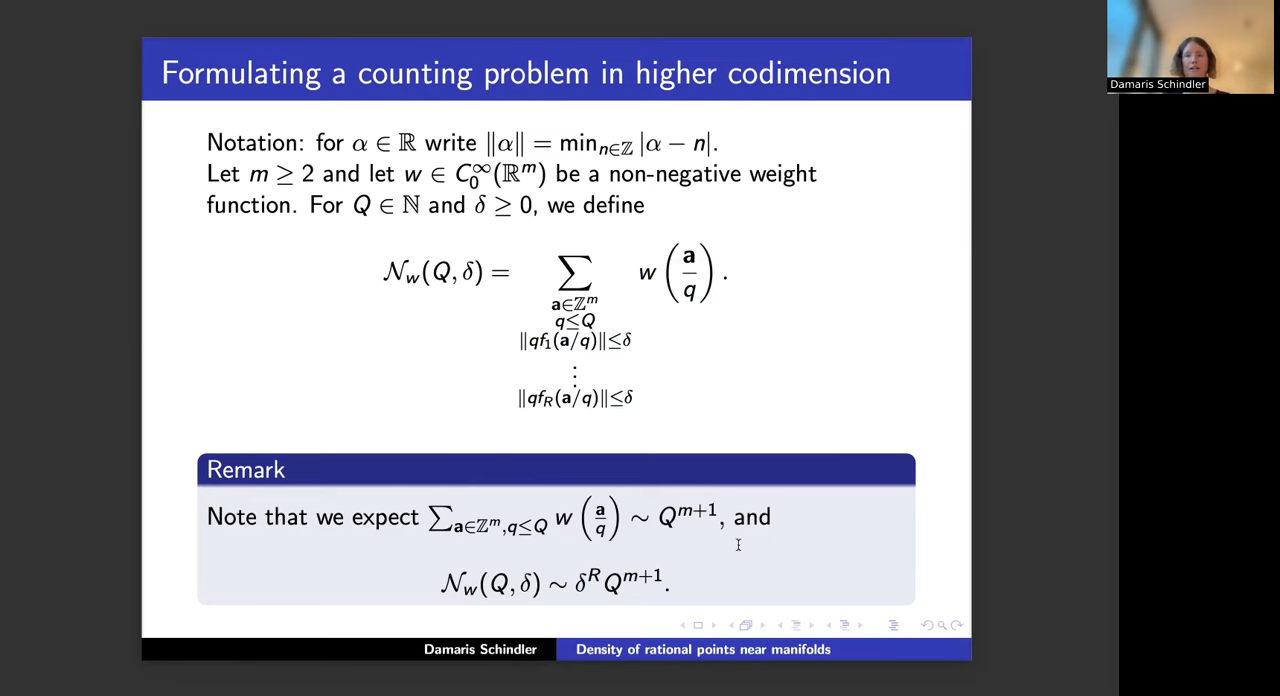 Formulating a counting problem in higher codimension
Damaris Schindler
Notation: for α ∈ ℝ write ‖α‖ = min_{n∈ℤ} |α − n|.
Let m ≥ 2 and let w ∈ C_0^∞(ℝ^m) be a non-negative weight
function. For Q ∈ ℕ and δ ≥ 0, we define
𝒩_w(Q, δ) = ∑_{a∈ℤ^m, q≤Q, ‖qf_1(a/q)‖≤δ, ⋮, ‖qf_R(a/q)‖≤δ} w(a/q).
Remark
Note that we expect ∑_{a∈ℤ^m,q≤Q} w(a/q) ∼ Q^{m+1}, and
𝒩_w(Q, δ) ∼ δ^R Q^{m+1}.
Damaris Schindler
Density of rational points near manifolds